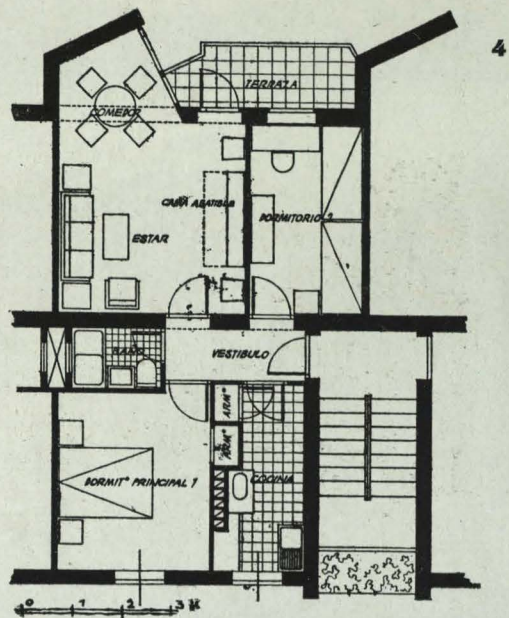 4
TERRAZA
COMEDOR
CAMA ABATIBLE
DORMITORIO 2
ESTAR
BAÑO
VESTIBULO
ARMº
ARMº
DORMITº PRINCIPAL 1
COCINA
0 1 2 3 M